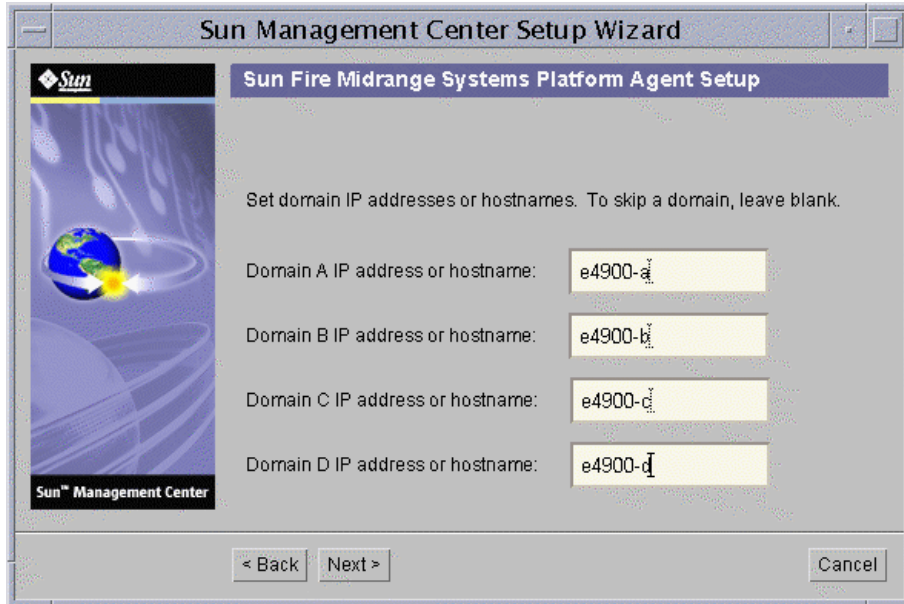 Sun Management Center Setup Wizard
Sun
Sun Fire Midrange Systems Platform Agent Setup
Set domain IP addresses or hostnames. To skip a domain, leave blank.
Domain A IP address or hostname: e4900-a
Domain B IP address or hostname: e4900-b
Domain C IP address or hostname: e4900-c
Domain D IP address or hostname: e4900-d
Sun™ Management Center
< Back Next > Cancel